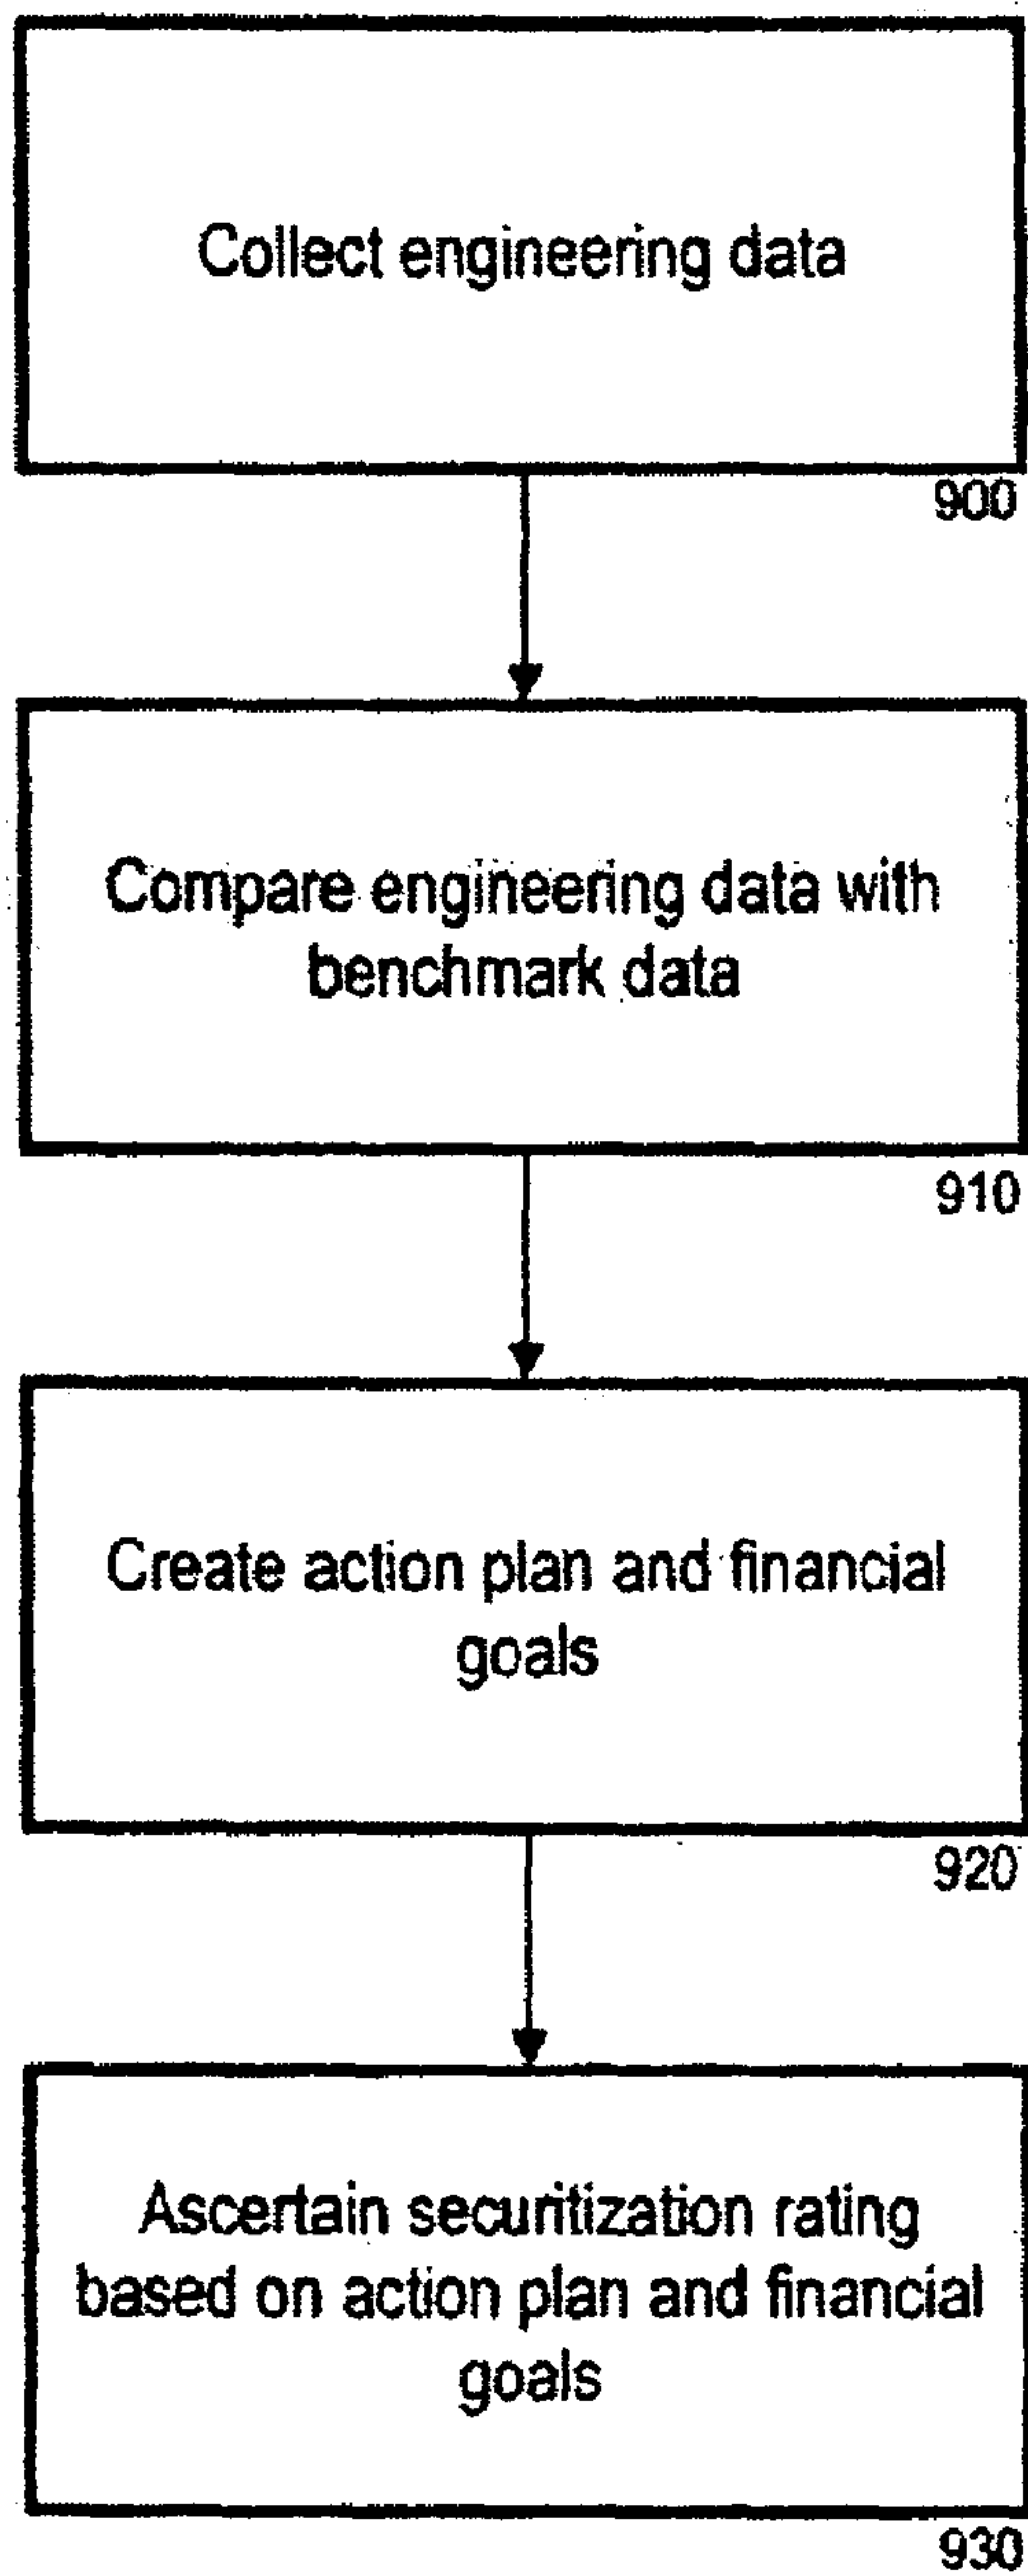 Collect engineering data
900
Compare engineering data with
benchmark data
910
Create action plan and financial
goals
920
Ascertain securitization rating
based on action plan and financial
goals
930